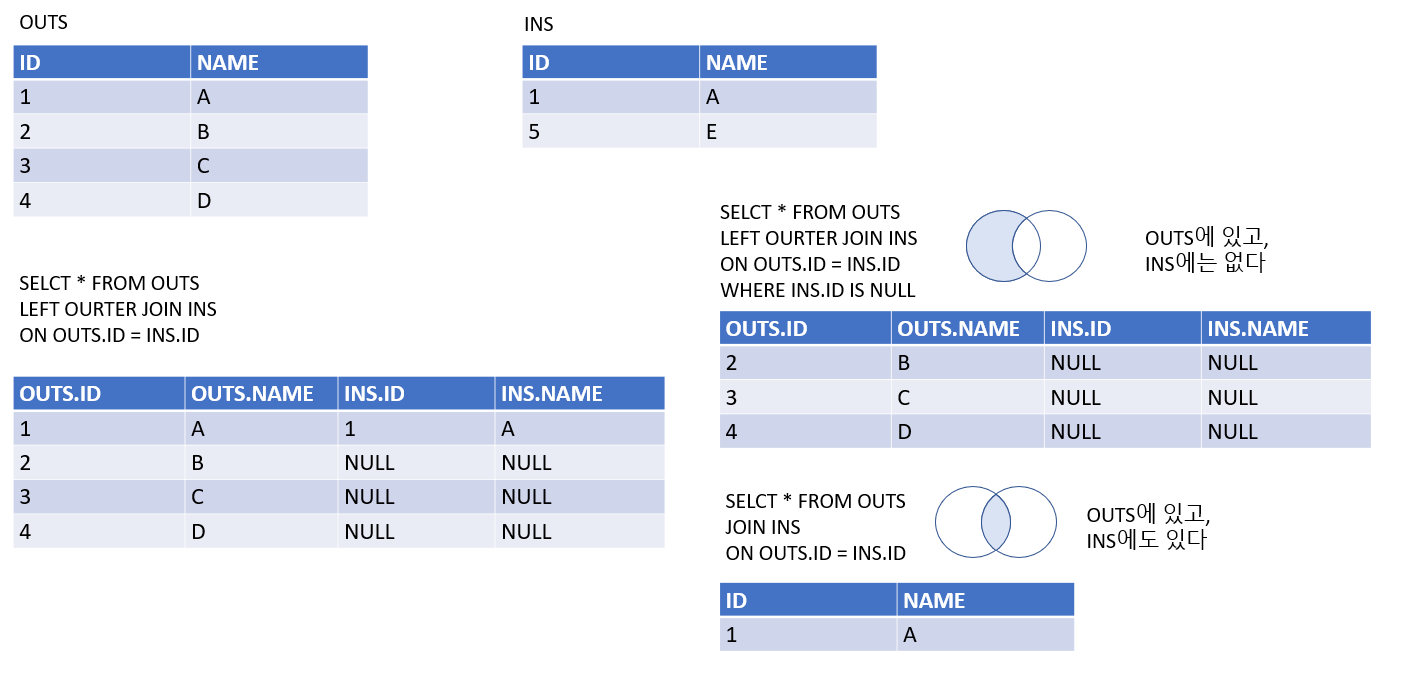 OUTS
ID NAME
1 A
2 B
3 C
4 D
INS
ID NAME
1 A
5 E
SELCT * FROM OUTS
LEFT OURTER JOIN INS
ON OUTS.ID = INS.ID
OUTS.ID OUTS.NAME INS.ID INS.NAME
1 A 1 A
2 B NULL NULL
3 C NULL NULL
4 D NULL NULL
SELCT * FROM OUTS
LEFT OURTER JOIN INS
ON OUTS.ID = INS.ID
WHERE INS.ID IS NULL
OUTS에 있고,
INS에는 없다
OUTS.ID OUTS.NAME INS.ID INS.NAME
2 B NULL NULL
3 C NULL NULL
4 D NULL NULL
SELCT * FROM OUTS
JOIN INS
ON OUTS.ID = INS.ID
OUTS에 있고,
INS에도 있다
ID NAME
1 A